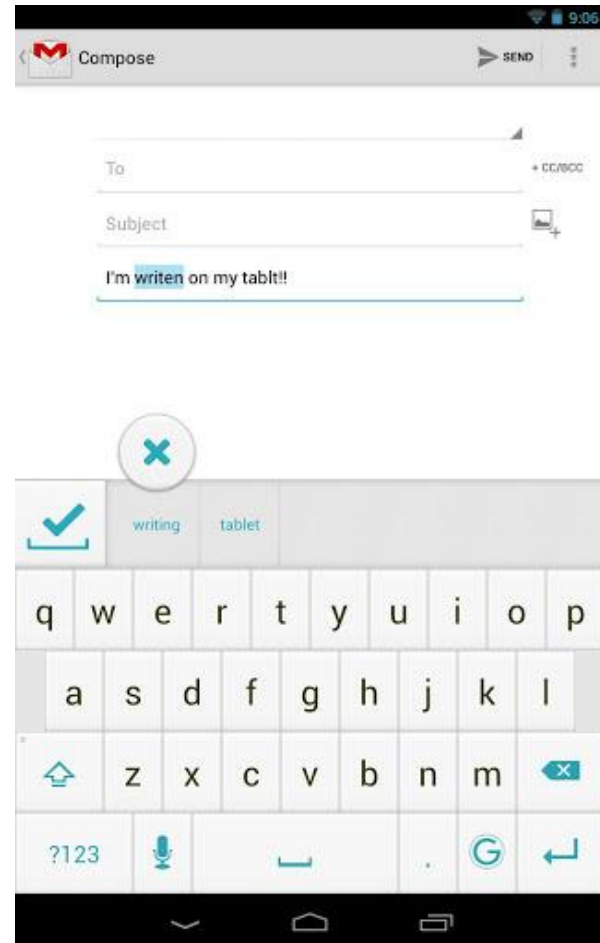 9:06
Compose
SEND
To
+ CC/BCC
Subject
I'm writen on my tablt!!
writing tablet
q w e r t y u i o p
a s d f g h j k l
z x c v b n m
?123 . G